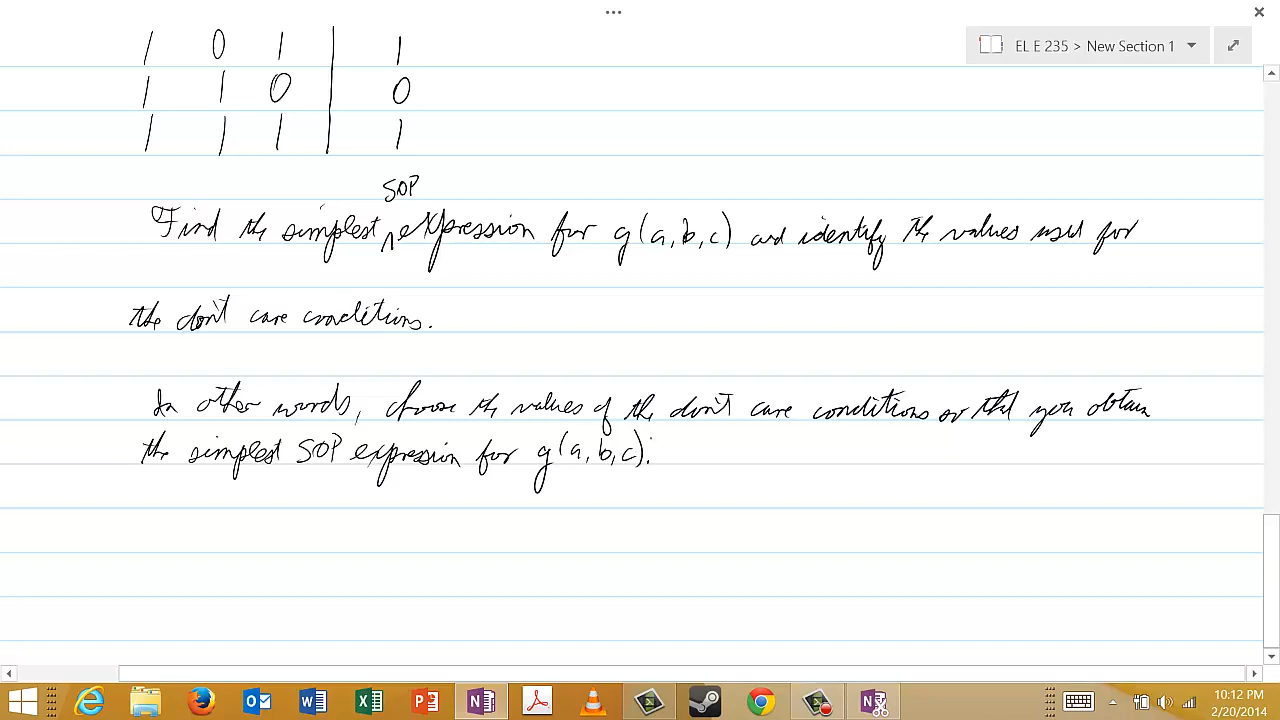 ...
EL E 235 > New Section 1
1 0 1 | 1
1 1 0 | 0
1 1 1 | 1
SOP
Find the simplest ^ expression for g(a, b, c) and identify the values used for
the don't care conditions.
In other words, choose the values of the don't care conditions so that you obtain
the simplest SOP expression for g(a, b, c).
10:12 PM
2/20/2014